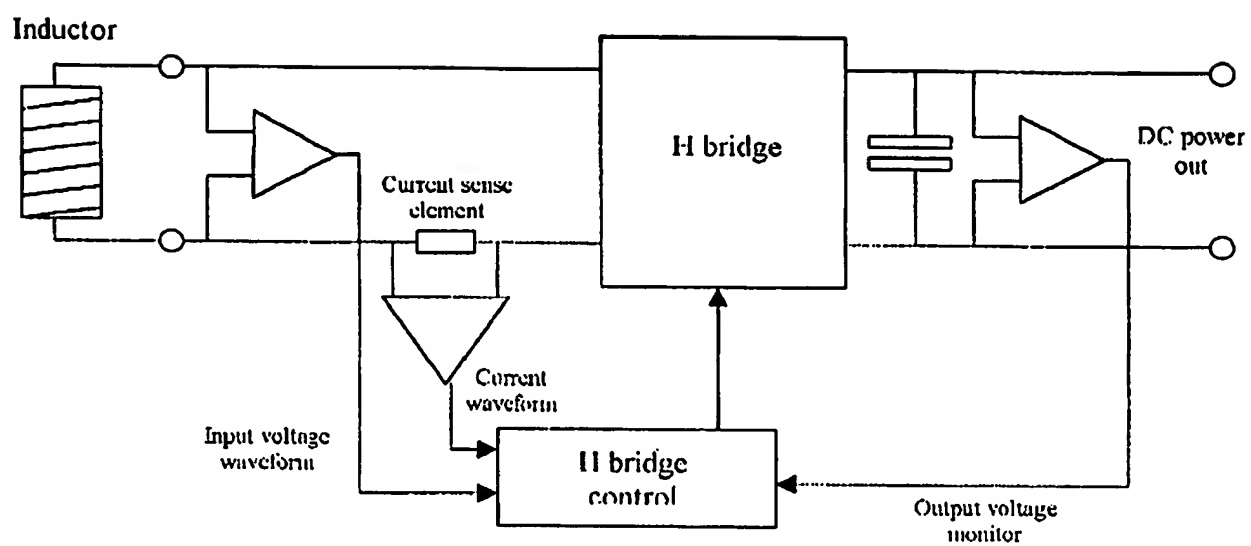 Inductor
H bridge
DC power
out
Current sense
element
Current
waveform
Input voltage
waveform
H bridge
control
Output voltage
monitor